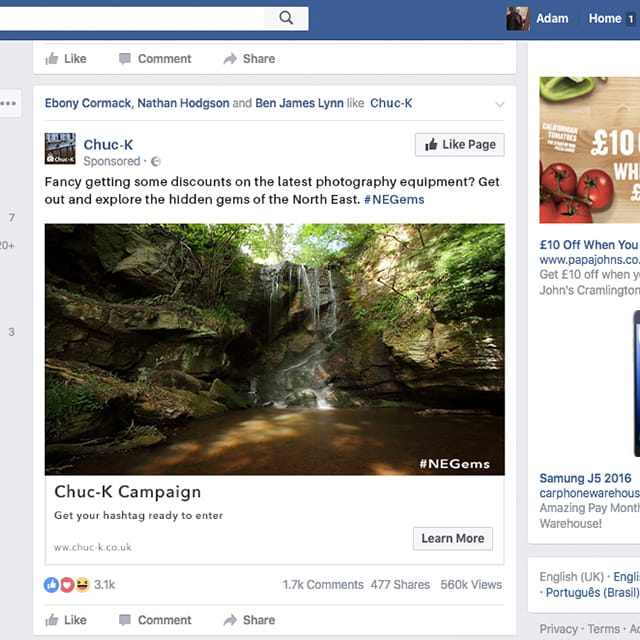 Adam Home 1
Like Comment Share
Ebony Cormack, Nathan Hodgson and Ben James Lynn like Chuc-K
Chuc-K
Chuc-K
Sponsored ·
Like Page
Fancy getting some discounts on the latest photography equipment? Get
out and explore the hidden gems of the North East. #NEGems
#NEGems
Chuc-K Campaign
Get your hashtag ready to enter
ww.chuc-k.co.uk
Learn More
3.1k
1.7k Comments 477 Shares 560k Views
Like Comment Share
7
20+
3
CALIFORNIAN
TOMATOES
£10
£10 Off When You
www.papajohns.co.
Get £10 off when y
John's Cramlington
Samung J5 2016
carphonewarehous
Amazing Pay Month
Warehouse!
English (UK) · Engli
· Português (Brasil)
Privacy · Terms · A